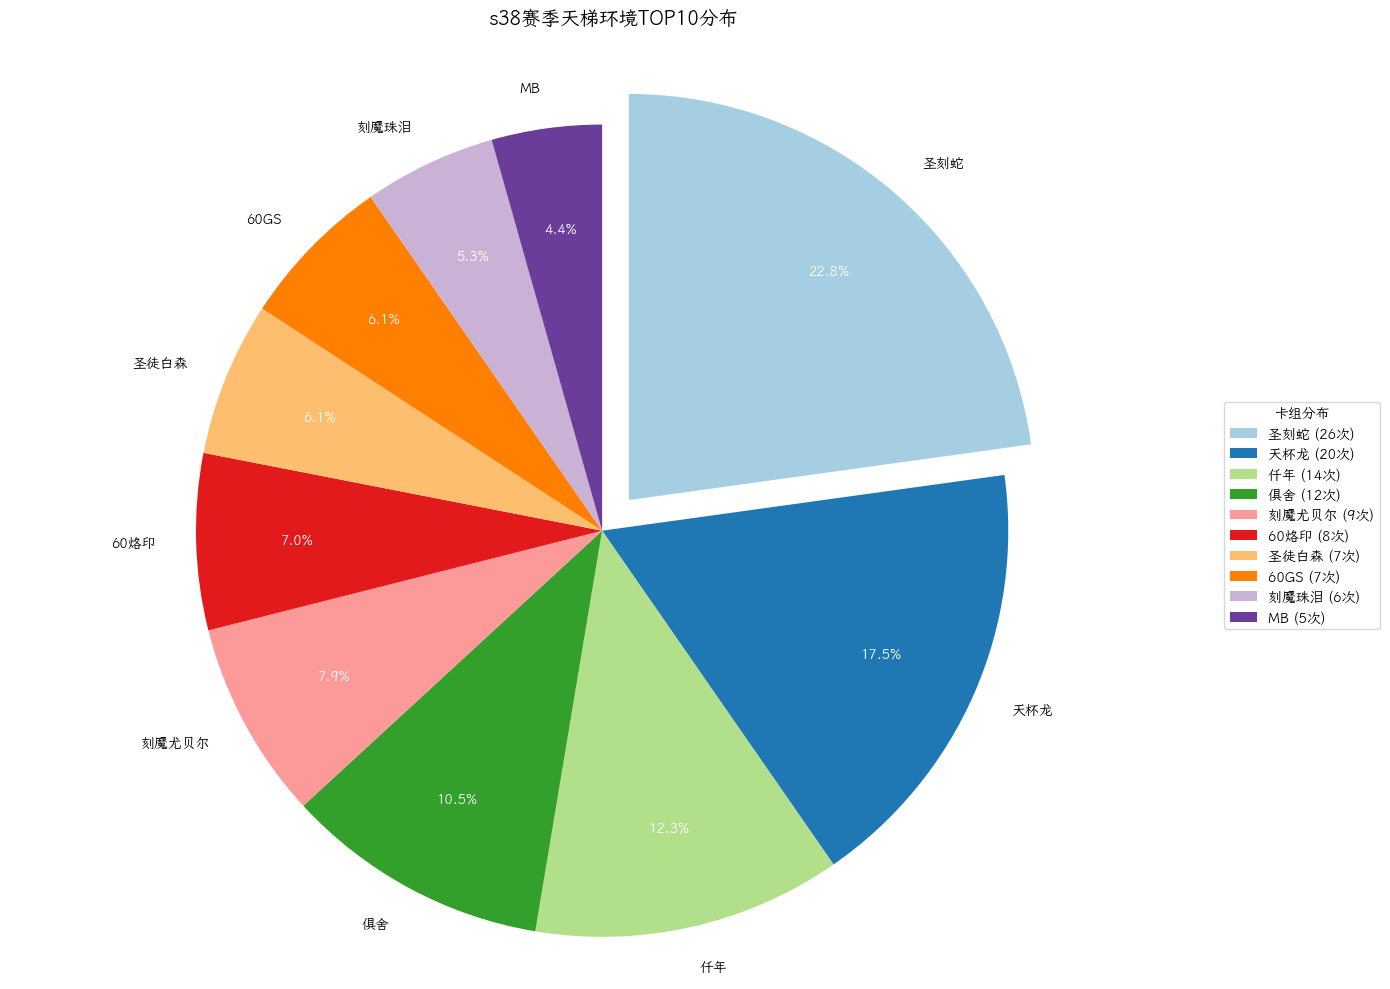 s38赛季天梯环境TOP10分布
MB
刻魔珠泪
圣刻蛇
60GS
4.4%
5.3%
22.8%
6.1%
圣徒白森
6.1%
60烙印
7.0%
7.9%
17.5%
天杯龙
刻魔尤贝尔
10.5%
12.3%
俱舍
仟年
卡组分布
圣刻蛇 (26次)
天杯龙 (20次)
仟年 (14次)
俱舍 (12次)
刻魔尤贝尔 (9次)
60烙印 (8次)
圣徒白森 (7次)
60GS (7次)
刻魔珠泪 (6次)
MB (5次)